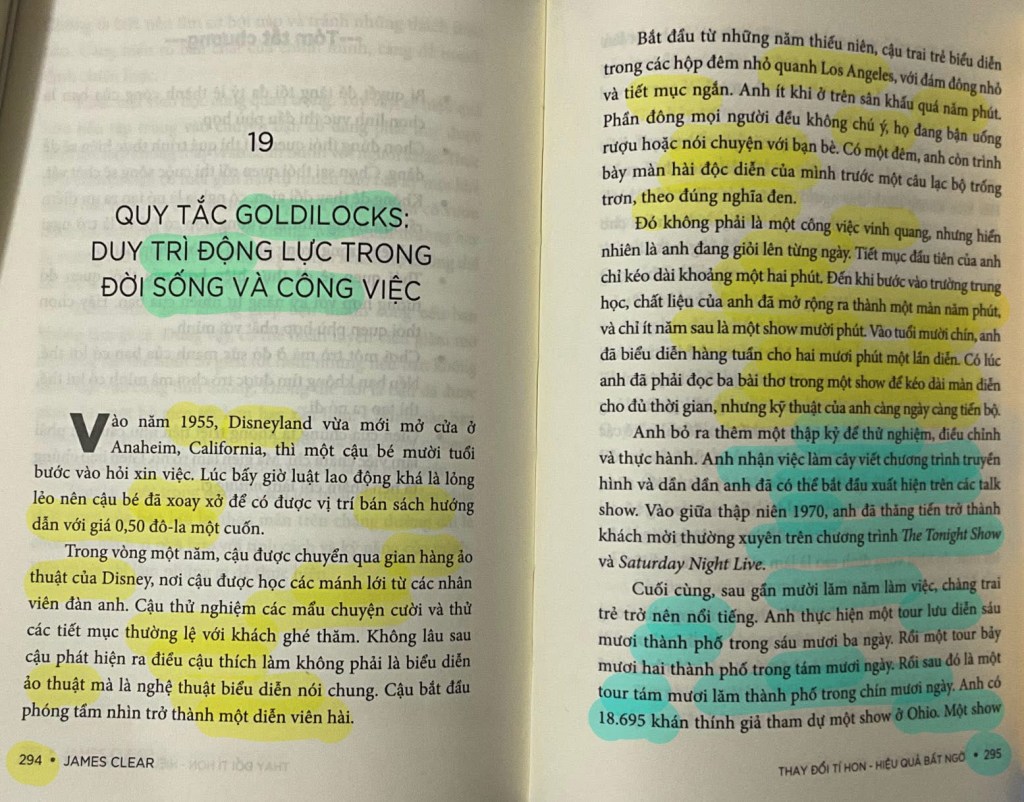 19
QUY TẮC GOLDILOCKS:
DUY TRÌ ĐỘNG LỰC TRONG
ĐỜI SỐNG VÀ CÔNG VIỆC
Vào năm 1955, Disneyland vừa mới mở cửa ở
Anaheim, California, thì một cậu bé mười tuổi
bước vào hỏi xin việc. Lúc bấy giờ luật lao động khá là lỏng
lẻo nên cậu bé đã xoay xở để có được vị trí bán sách hướng
dẫn với giá 0,50 đô-la một cuốn.
Trong vòng một năm, cậu được chuyển qua gian hàng ảo
thuật của Disney, nơi cậu được học các mánh lới từ các nhân
viên đàn anh. Cậu thử nghiệm các mẩu chuyện cười và thử
các tiết mục thường lệ với khách ghé thăm. Không lâu sau
cậu phát hiện ra điều cậu thích làm không phải là biểu diễn
ảo thuật mà là nghệ thuật biểu diễn nói chung. Cậu bắt đầu
phóng tầm nhìn trở thành một diễn viên hài.
294 • JAMES CLEAR
Bắt đầu từ những năm thiếu niên, cậu trai trẻ biểu diễn
trong các hộp đêm nhỏ quanh Los Angeles, với đám đông nhỏ
và tiết mục ngắn. Anh ít khi ở trên sân khấu quá năm phút.
Phần đông mọi người đều không chú ý, họ đang bận uống
rượu hoặc nói chuyện với bạn bè. Có một đêm, anh còn trình
bày màn hài độc diễn của mình trước một câu lạc bộ trống
trơn, theo đúng nghĩa đen.
Đó không phải là một công việc vinh quang, nhưng hiển
nhiên là anh đang giỏi lên từng ngày. Tiết mục đầu tiên của anh
chỉ kéo dài khoảng một hai phút. Đến khi bước vào trường trung
học, chất liệu của anh đã mở rộng ra thành một màn năm phút,
và chỉ ít năm sau là một show mười phút. Vào tuổi mười chín, anh
đã biểu diễn hàng tuần cho hai mươi phút một lần diễn. Có lúc
anh đã phải đọc ba bài thơ trong một show để kéo dài màn diễn
cho đủ thời gian, nhưng kỹ thuật của anh càng ngày càng tiến bộ.
Anh bỏ ra thêm một thập kỷ để thử nghiệm, điều chỉnh
và thực hành. Anh nhận việc làm cây viết chương trình truyền
hình và dần dần anh đã có thể bắt đầu xuất hiện trên các talk
show. Vào giữa thập niên 1970, anh đã thăng tiến trở thành
khách mời thường xuyên trên chương trình The Tonight Show
và Saturday Night Live.
Cuối cùng, sau gần mười lăm năm làm việc, chàng trai
trẻ trở nên nổi tiếng. Anh thực hiện một tour lưu diễn sáu
mươi thành phố trong sáu mươi ba ngày. Rồi một tour bảy
mươi hai thành phố trong tám mươi ngày. Rồi sau đó là một
tour tám mươi lăm thành phố trong chín mươi ngày. Anh có
18.695 khán thính giả tham dự một show ở Ohio. Một show
THAY ĐỔI TÍ HON - HIỆU QUẢ BẤT NGỜ • 295